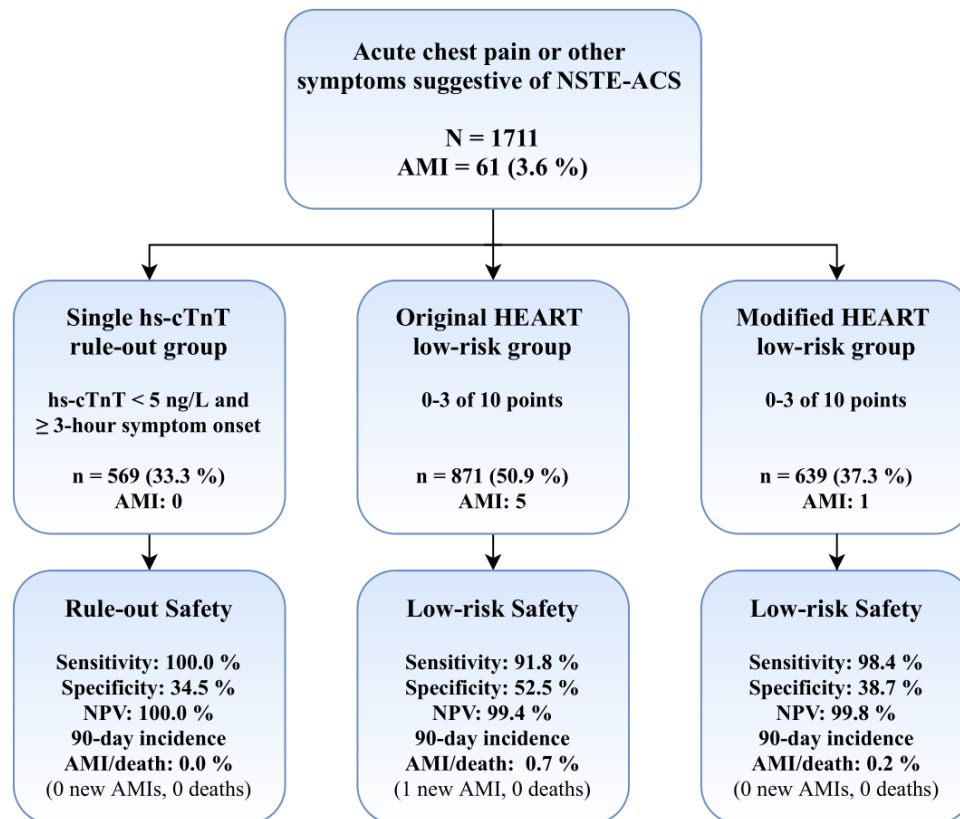 Acute chest pain or other
symptoms suggestive of NSTE-ACS
N = 1711
AMI = 61 (3.6 %)
Single hs-cTnT
rule-out group
hs-cTnT < 5 ng/L and
≥ 3-hour symptom onset
n = 569 (33.3 %)
AMI: 0
Original HEART
low-risk group
0-3 of 10 points
n = 871 (50.9 %)
AMI: 5
Modified HEART
low-risk group
0-3 of 10 points
n = 639 (37.3 %)
AMI: 1
Rule-out Safety
Sensitivity: 100.0 %
Specificity: 34.5 %
NPV: 100.0 %
90-day incidence
AMI/death: 0.0 %
(0 new AMIs, 0 deaths)
Low-risk Safety
Sensitivity: 91.8 %
Specificity: 52.5 %
NPV: 99.4 %
90-day incidence
AMI/death: 0.7 %
(1 new AMI, 0 deaths)
Low-risk Safety
Sensitivity: 98.4 %
Specificity: 38.7 %
NPV: 99.8 %
90-day incidence
AMI/death: 0.2 %
(0 new AMIs, 0 deaths)